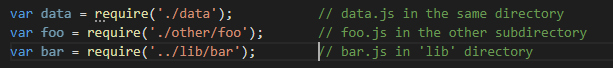 var data = require('./data');          // data.js in the same directory
var foo = require('./other/foo');      // foo.js in the other subdirectory
var bar = require('../lib/bar');       // bar.js in 'lib' directory